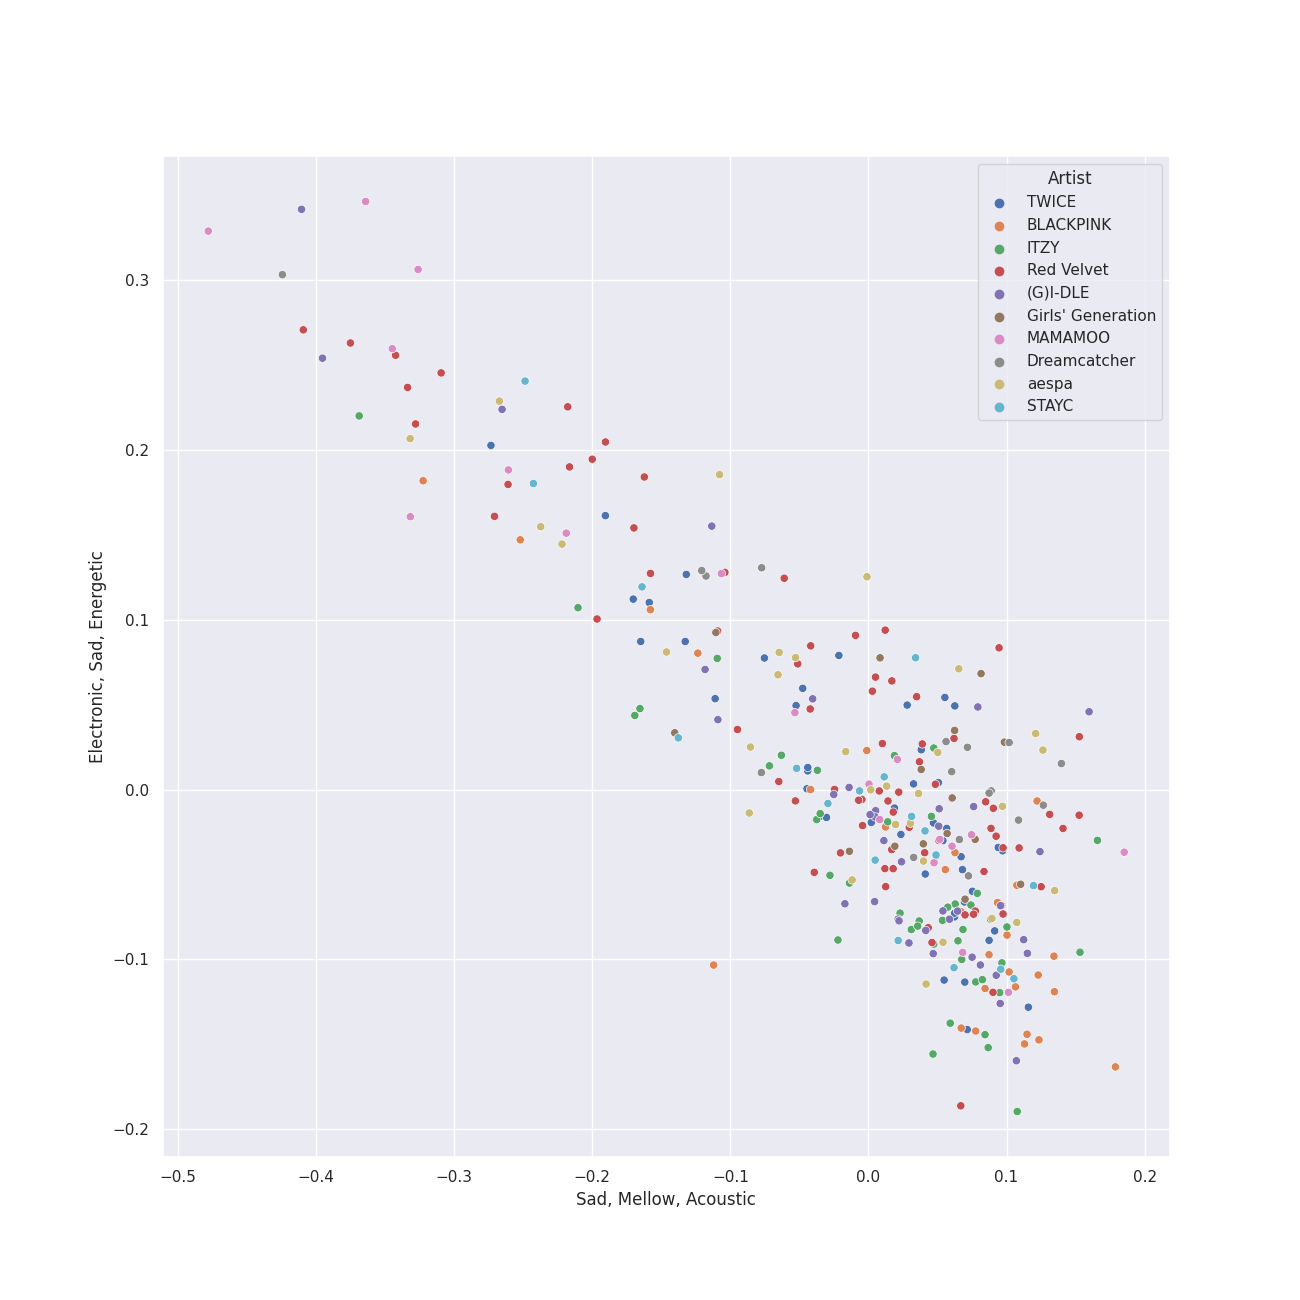 Artist
TWICE
BLACKPINK
ITZY
Red Velvet
(G)I-DLE
Girls' Generation
MAMAMOO
Dreamcatcher
aespa
STAYC
Electronic, Sad, Energetic
0.3
0.2
0.1
0.0
−0.1
−0.2
−0.5 −0.4 −0.3 −0.2 −0.1 0.0 0.1 0.2
Sad, Mellow, Acoustic